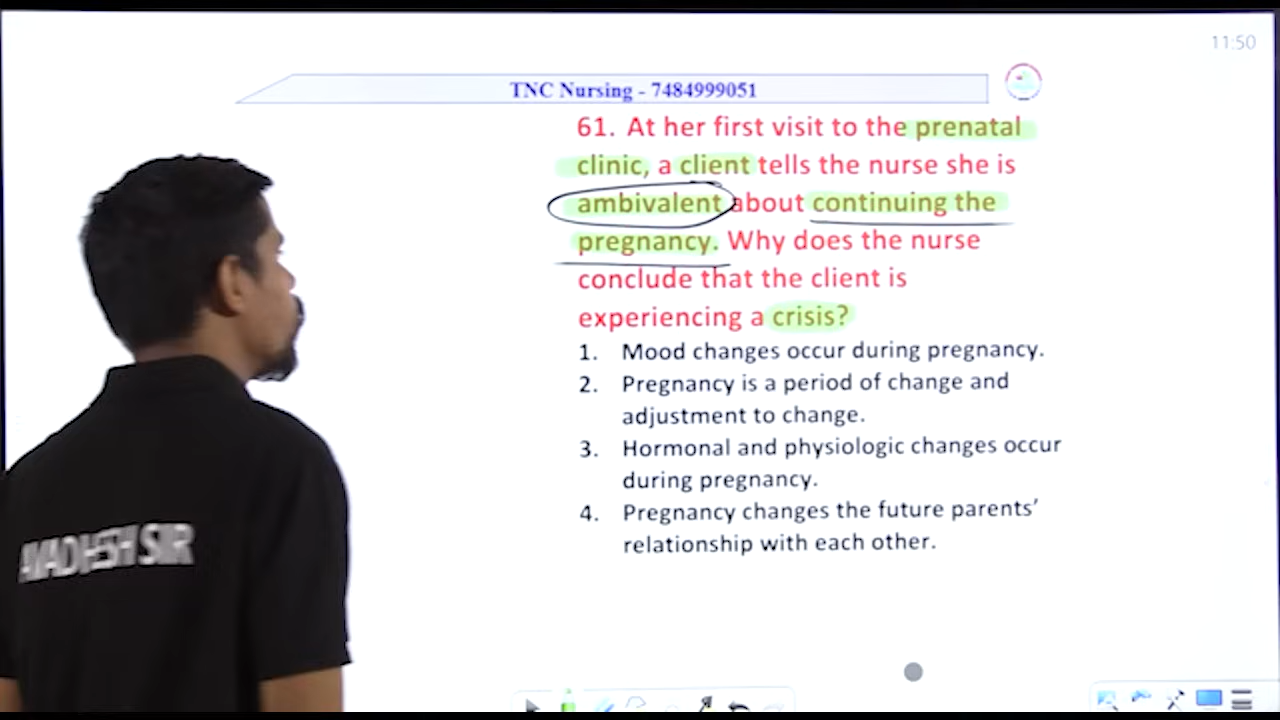 11:50
TNC Nursing - 7484999051
61. At her first visit to the prenatal
clinic, a client tells the nurse she is
ambivalent about continuing the
pregnancy. Why does the nurse
conclude that the client is
experiencing a crisis?
1. Mood changes occur during pregnancy.
2. Pregnancy is a period of change and
adjustment to change.
3. Hormonal and physiologic changes occur
during pregnancy.
4. Pregnancy changes the future parents’
relationship with each other.
AVADHESH SIR